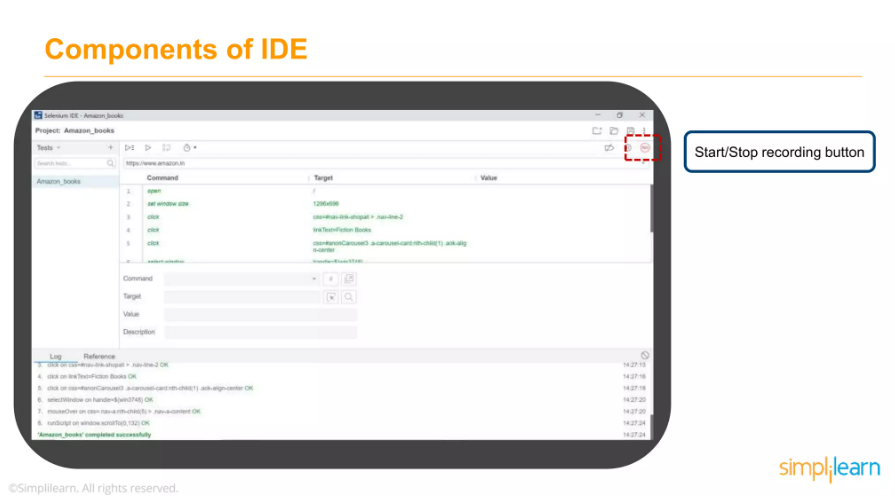 Components of IDE
Selenium IDE - Amazon_books
Project: Amazon_books
Tests
Search tests...
https://www.amazon.in
Amazon_books
Command Target Value
1 open /
2 set window size 1296x696
3 click css=#nav-link-shopall > .nav-line-2
4 click linkText=Fiction Books
5 click css=#anonCarousel3 .a-carousel-card:nth-child(1) .aok-alig
n-center
Command
Target
Value
Description
Log Reference
3. click on css=#nav-link-shopall > .nav-line-2 OK 14:27:13
4. click on linkText=Fiction Books OK 14:27:16
5. click on css=#anonCarousel3 .a-carousel-card:nth-child(1) .aok-align-center OK 14:27:18
6. selectWindow on handle=${win3748} OK 14:27:20
7. mouseOver on css=.nav-a:nth-child(5) > .nav-a-content OK 14:27:20
8. runScript on window.scrollTo(0,132) OK 14:27:24
'Amazon_books' completed successfully 14:27:24
Start/Stop recording button
©Simplilearn. All rights reserved.
simplilearn